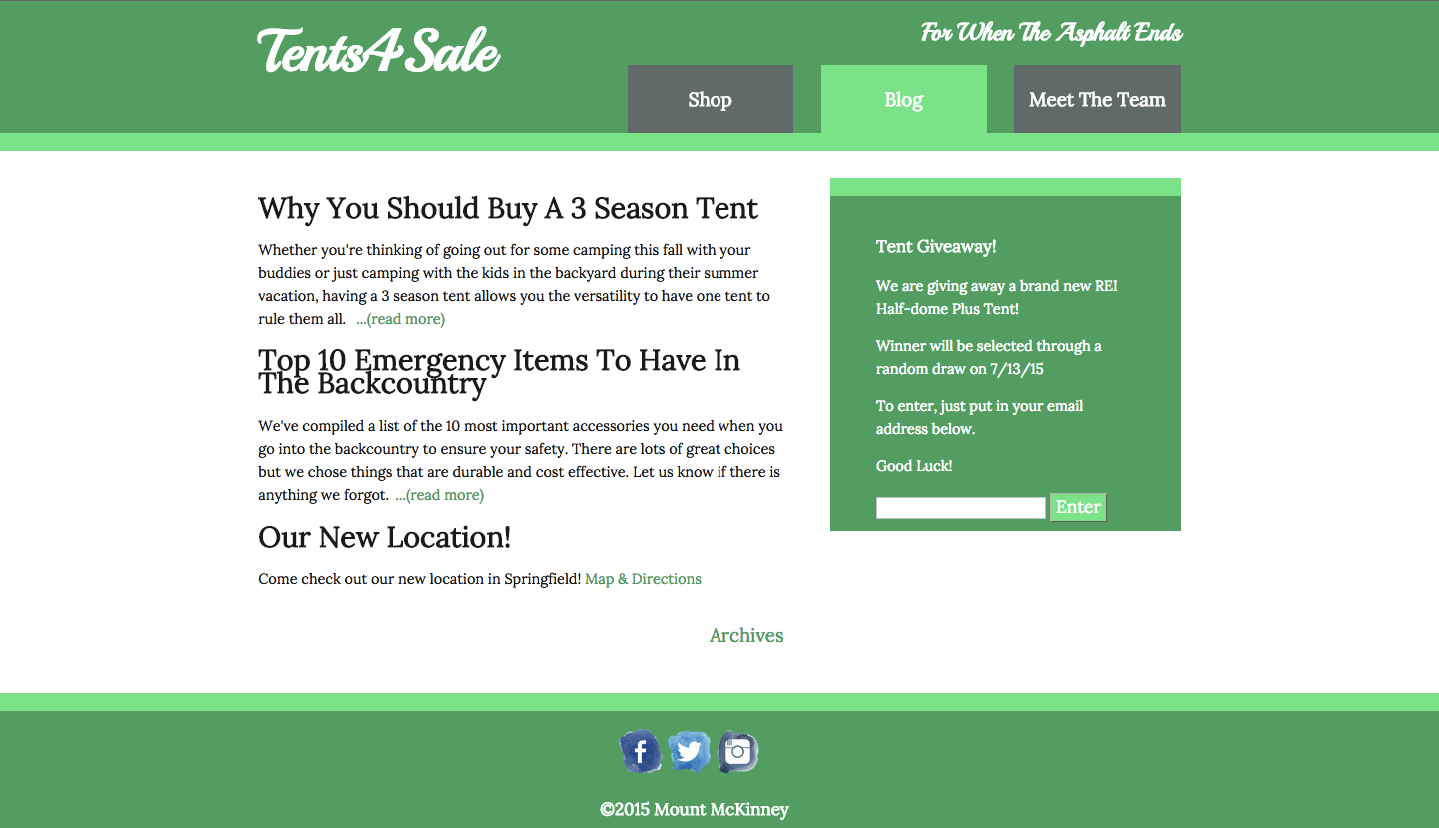 Tents4Sale
For When The Asphalt Ends
Shop
Blog
Meet The Team
Why You Should Buy A 3 Season Tent
Whether you're thinking of going out for some camping this fall with your
buddies or just camping with the kids in the backyard during their summer
vacation, having a 3 season tent allows you the versatility to have one tent to
rule them all. ...(read more)
Top 10 Emergency Items To Have In
The Backcountry
We've compiled a list of the 10 most important accessories you need when you
go into the backcountry to ensure your safety. There are lots of great choices
but we chose things that are durable and cost effective. Let us know if there is
anything we forgot. ...(read more)
Our New Location!
Come check out our new location in Springfield! Map & Directions
Archives
Tent Giveaway!
We are giving away a brand new REI
Half-dome Plus Tent!
Winner will be selected through a
random draw on 7/13/15
To enter, just put in your email
address below.
Good Luck!
Enter
©2015 Mount McKinney